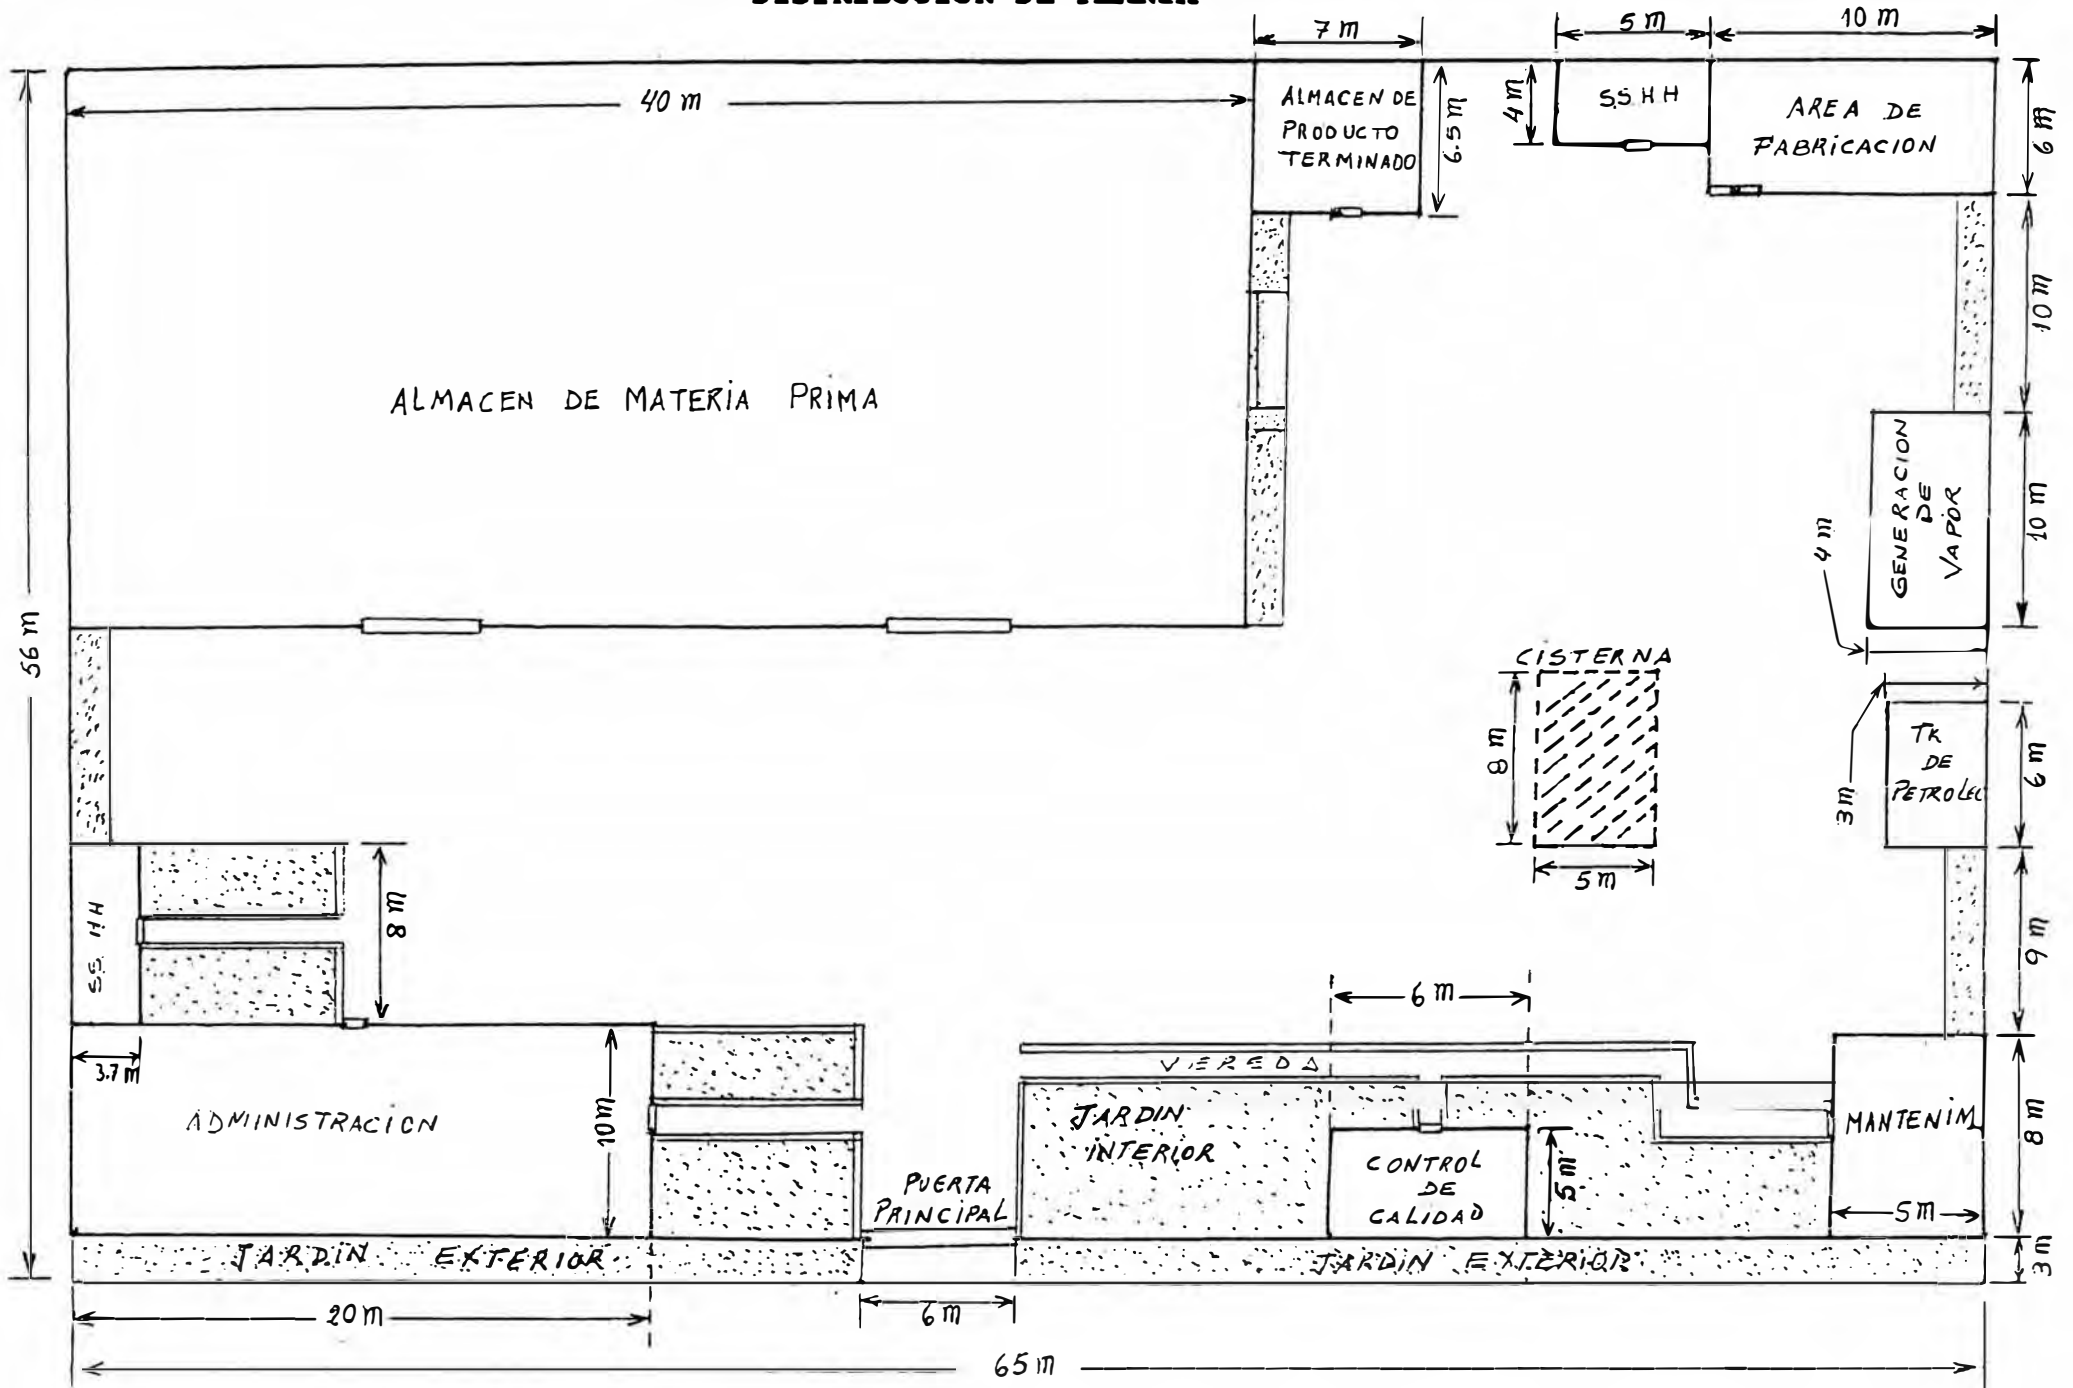 DISTRIBUCION DE PLANTA
7 m
5 m
10 m
40 m
ALMACEN DE
PRODUCTO
TERMINADO
6.5 m
4 m
SS HH
AREA DE
FABRICACION
6 m
10 m
ALMACEN DE MATERIA PRIMA
GENERACION
DE
VAPOR
10 m
4 m
56 m
CISTERNA
8 m
5 m
3 m
TK
DE
PETROLEO
6 m
SS HH
8 m
9 m
3.7 m
ADMINISTRACION
10 m
6 m
VEREDA
JARDIN
INTERIOR
CONTROL
DE
CALIDAD
5 m
MANTENIM
8 m
5 m
PUERTA
PRINCIPAL
JARDIN EXTERIOR
JARDIN EXTERIOR
3 m
20 m
6 m
65 m